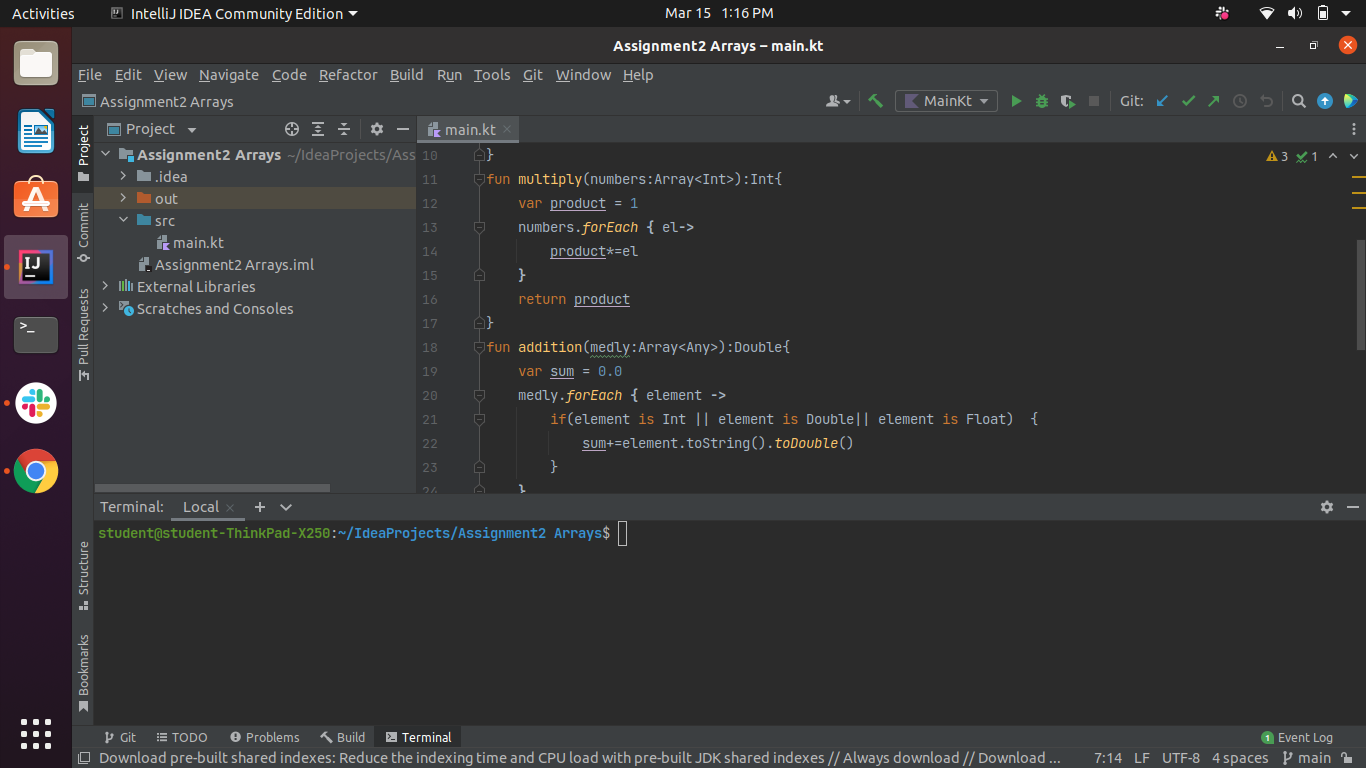 Activities IntelliJ IDEA Community Edition Mar 15 1:16 PM
Assignment2 Arrays – main.kt
File Edit View Navigate Code Refactor Build Run Tools Git Window Help
Assignment2 Arrays MainKt Git:
Project
Project
main.kt
Assignment2 Arrays ~/IdeaProjects/Ass
.idea
out
src
main.kt
Assignment2 Arrays.iml
External Libraries
Scratches and Consoles
Commit
Pull Requests
3 1
10 }
11 fun multiply(numbers:Array<Int>):Int{
12 var product = 1
13 numbers.forEach { el->
14 product*=el
15 }
16 return product
17 }
18 fun addition(medly:Array<Any>):Double{
19 var sum = 0.0
20 medly.forEach { element ->
21 if(element is Int || element is Double|| element is Float)  {
22 sum+=element.toString().toDouble()
23 }
24 }
Terminal: Local
student@student-ThinkPad-X250:~/IdeaProjects/Assignment2 Arrays$
Structure
Bookmarks
Git TODO Problems Build Terminal 1 Event Log
Download pre-built shared indexes: Reduce the indexing time and CPU load with pre-built JDK shared indexes // Always download // Download ... 7:14 LF UTF-8 4 spaces main